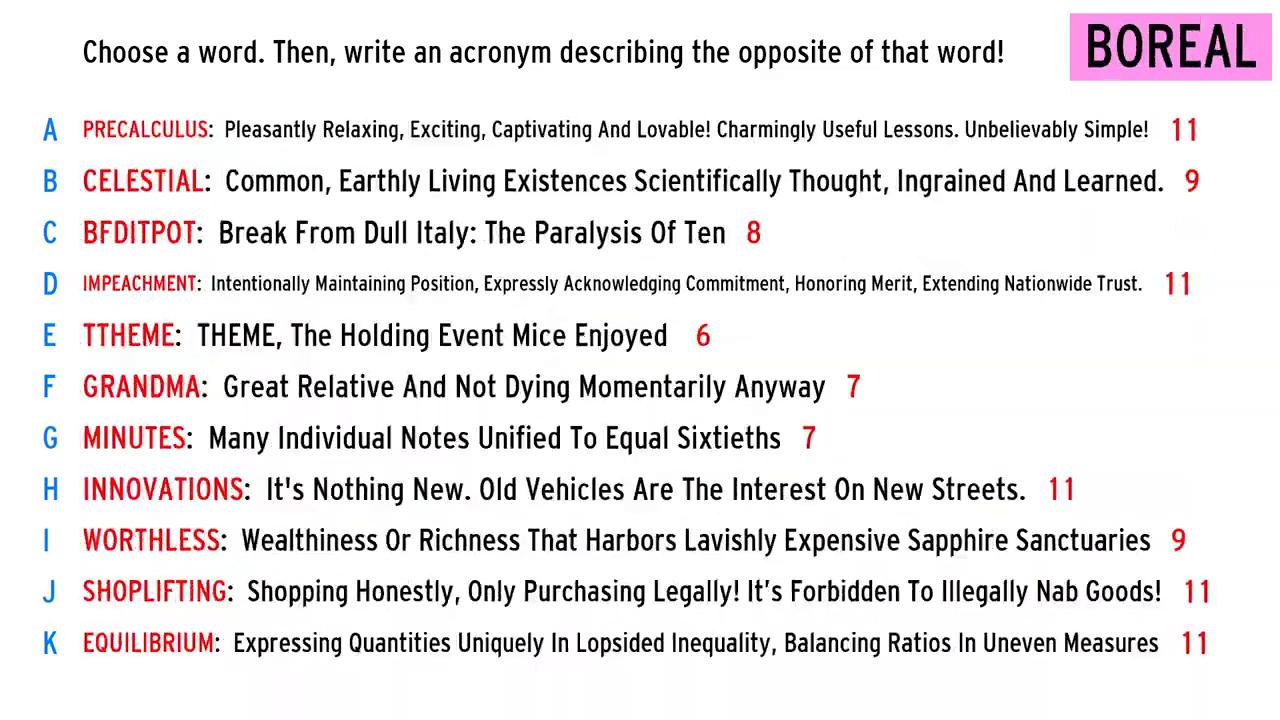 Choose a word. Then, write an acronym describing the opposite of that word!
BOREAL
A PRECALCULUS: Pleasantly Relaxing, Exciting, Captivating And Lovable! Charmingly Useful Lessons. Unbelievably Simple! 11
B CELESTIAL: Common, Earthly Living Existences Scientifically Thought, Ingrained And Learned. 9
C BFDITPOT: Break From Dull Italy: The Paralysis Of Ten 8
D IMPEACHMENT: Intentionally Maintaining Position, Expressly Acknowledging Commitment, Honoring Merit, Extending Nationwide Trust. 11
E TTHEME: THEME, The Holding Event Mice Enjoyed 6
F GRANDMA: Great Relative And Not Dying Momentarily Anyway 7
G MINUTES: Many Individual Notes Unified To Equal Sixtieths 7
H INNOVATIONS: It's Nothing New. Old Vehicles Are The Interest On New Streets. 11
I WORTHLESS: Wealthiness Or Richness That Harbors Lavishly Expensive Sapphire Sanctuaries 9
J SHOPLIFTING: Shopping Honestly, Only Purchasing Legally! It’s Forbidden To Illegally Nab Goods! 11
K EQUILIBRIUM: Expressing Quantities Uniquely In Lopsided Inequality, Balancing Ratios In Uneven Measures 11